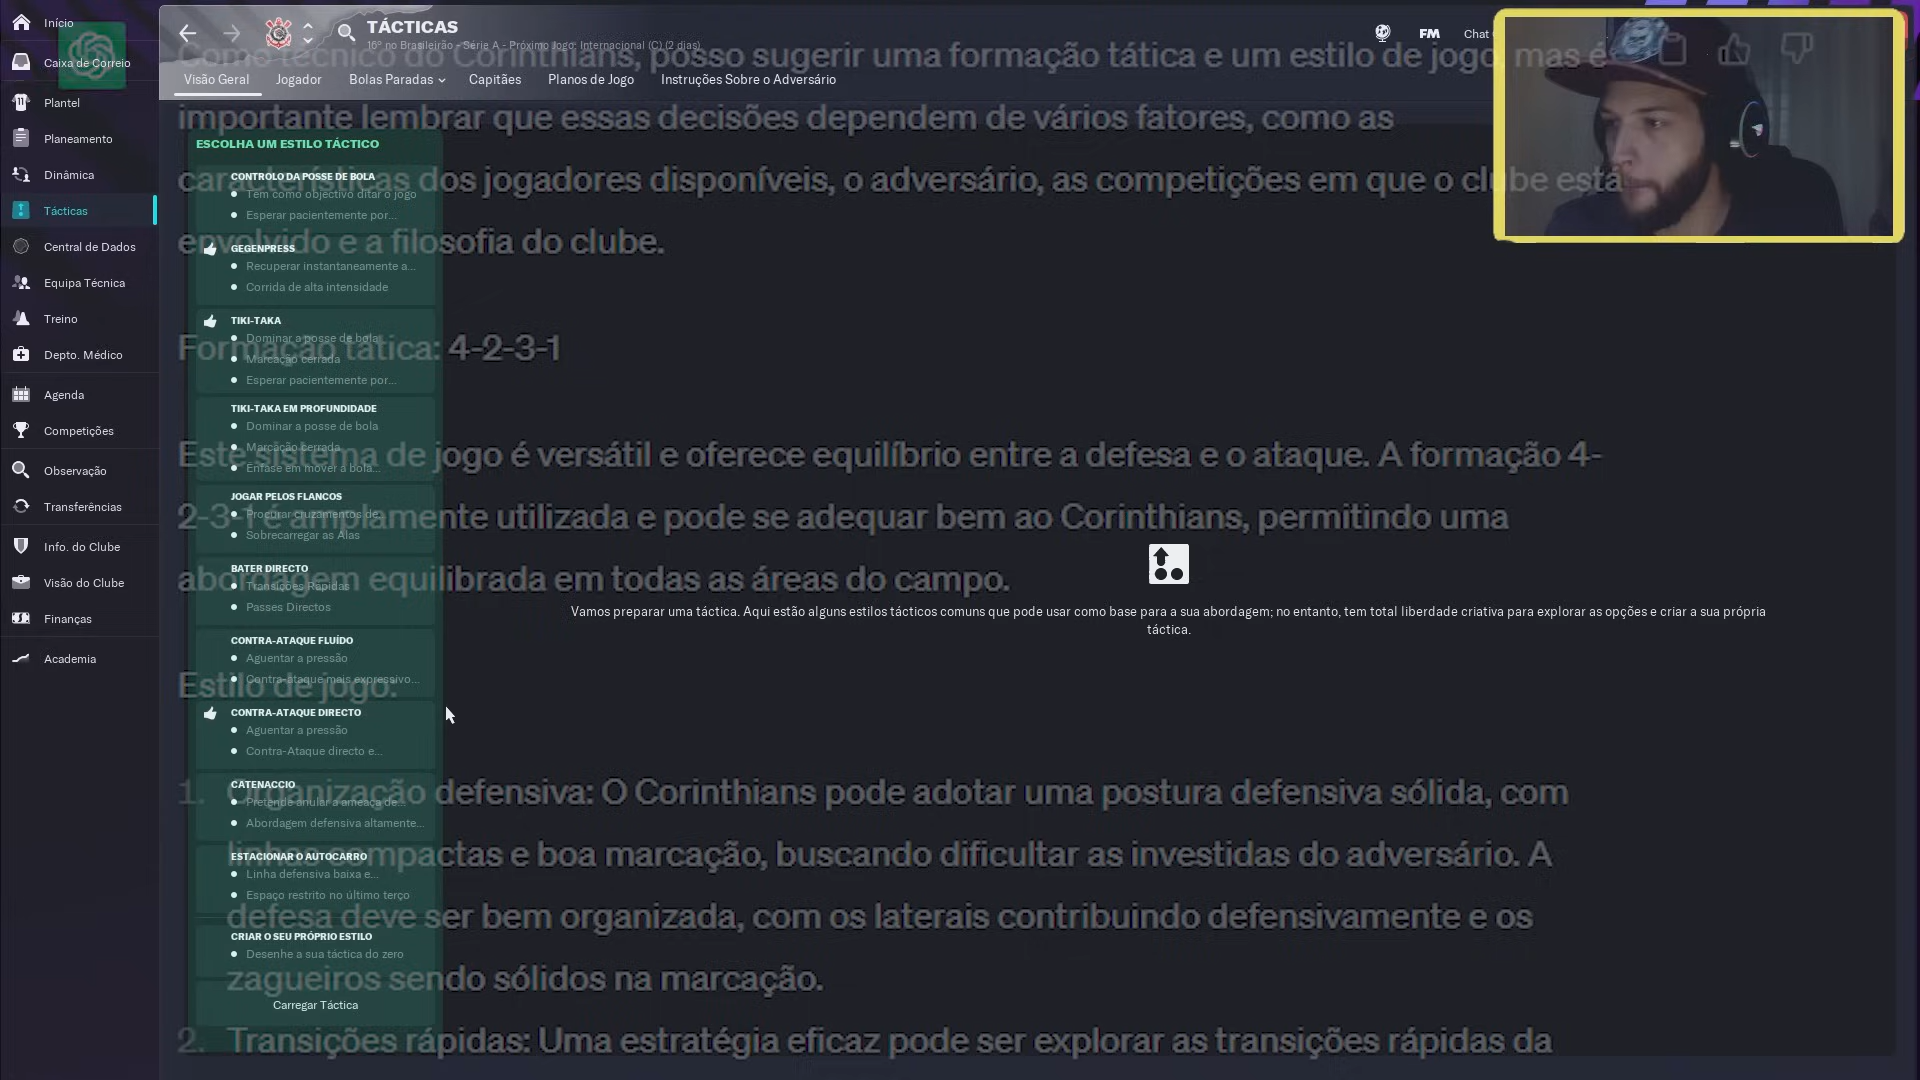 Início
Caixa de Correio
Plantel
Planeamento
Dinâmica
Tácticas
Central de Dados
Equipa Técnica
Treino
Depto. Médico
Agenda
Competições
Observação
Transferências
Info. do Clube
Visão do Clube
Finanças
Academia
TÁCTICAS
16º no Brasileirão - Série A - Próximo Jogo: Internacional (C) (2 dias)
FM
Chat
Visão Geral
Jogador
Bolas Paradas
Capitães
Planos de Jogo
Instruções Sobre o Adversário
ESCOLHA UM ESTILO TÁCTICO
CONTROLO DA POSSE DE BOLA
Tem como objectivo ditar o jogo
Esperar pacientemente por...
GEGENPRESS
Recuperar instantaneamente a...
Corrida de alta intensidade
TIKI-TAKA
Dominar a posse de bola
Marcação cerrada
Esperar pacientemente por...
TIKI-TAKA EM PROFUNDIDADE
Dominar a posse de bola
Marcação cerrada
Ênfase em mover a bola...
JOGAR PELOS FLANCOS
Procurar cruzamentos de...
Sobrecarregar as Alas
BATER DIRECTO
Transições Rápidas
Passes Directos
CONTRA-ATAQUE FLUÍDO
Aguentar a pressão
Contra-ataque mais expressivo...
CONTRA-ATAQUE DIRECTO
Aguentar a pressão
Contra-Ataque directo e...
CATENACCIO
Pretende anular a ameaça de...
Abordagem defensiva altamente...
ESTACIONAR O AUTOCARRO
Linha defensiva baixa e...
Espaço restrito no último terço
CRIAR O SEU PRÓPRIO ESTILO
Desenhe a sua táctica do zero
Carregar Táctica
Vamos preparar uma táctica. Aqui estão alguns estilos tácticos comuns que pode usar como base para a sua abordagem; no entanto, tem total liberdade criativa para explorar as opções e criar a sua própria
táctica.
Como técnico do Corinthians, posso sugerir uma formação tática e um estilo de jogo, mas é
importante lembrar que essas decisões dependem de vários fatores, como as
características dos jogadores disponíveis, o adversário, as competições em que o clube está
envolvido e a filosofia do clube.
Formação tática: 4-2-3-1
Este sistema de jogo é versátil e oferece equilíbrio entre a defesa e o ataque. A formação 4-
2-3-1 é amplamente utilizada e pode se adequar bem ao Corinthians, permitindo uma
abordagem equilibrada em todas as áreas do campo.
Estilo de jogo:
1. Organização defensiva: O Corinthians pode adotar uma postura defensiva sólida, com
linhas compactas e boa marcação, buscando dificultar as investidas do adversário. A
defesa deve ser bem organizada, com os laterais contribuindo defensivamente e os
zagueiros sendo sólidos na marcação.
2. Transições rápidas: Uma estratégia eficaz pode ser explorar as transições rápidas da